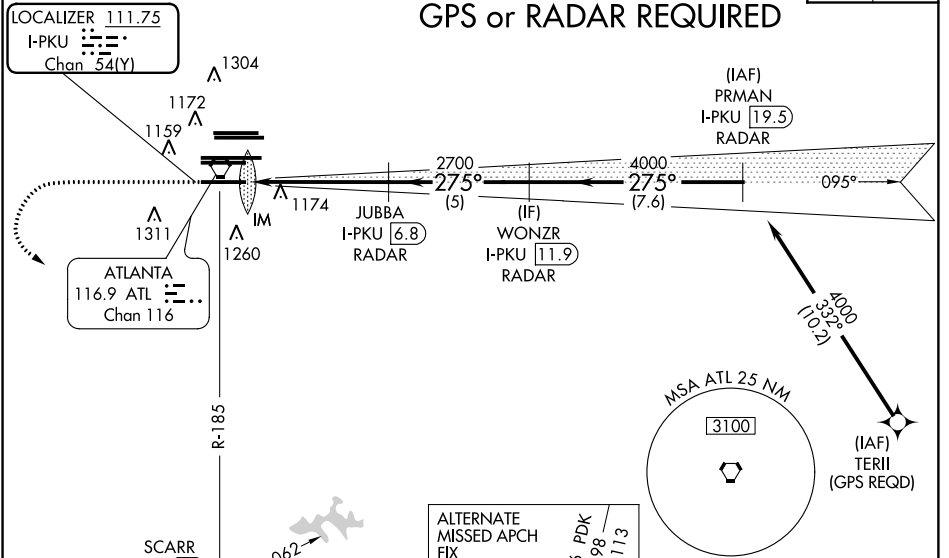 GPS or RADAR REQUIRED
LOCALIZER 111.75
I-PKU
Chan 54(Y)
1304
1172
1159
(IAF)
PRMAN
I-PKU 19.5
RADAR
2700
4000
275°
275°
095°
(5)
(7.6)
1174
IM
JUBBA
I-PKU 6.8
RADAR
(IF)
WONZR
I-PKU 11.9
RADAR
1311
1260
ATLANTA
116.9 ATL
Chan 116
4000
332°
(10.2)
R-185
MSA ATL 25 NM
3100
(IAF)
TERII
(GPS REQD)
SCARR
062
ALTERNATE
MISSED APCH
FIX
PDK
98
113